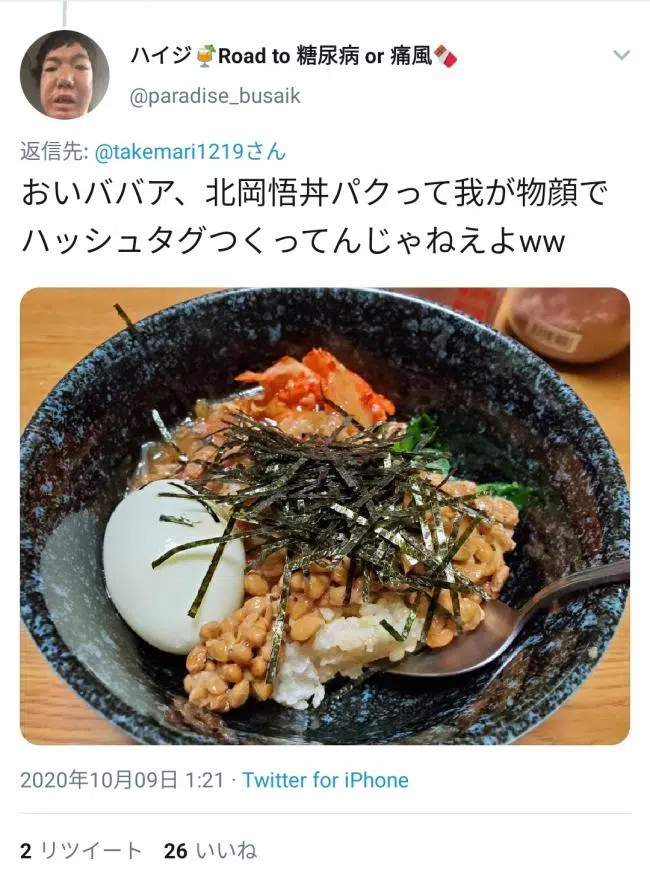 ハイジ🍹Road to 糖尿病 or 痛風🍫
@paradise_busaik
返信先: @takemari1219さん
おいババア、北岡悟丼パクって我が物顔で
ハッシュタグつくってんじゃねえよww
2020年10月09日 1:21 · Twitter for iPhone
2 リツイート 26 いいね